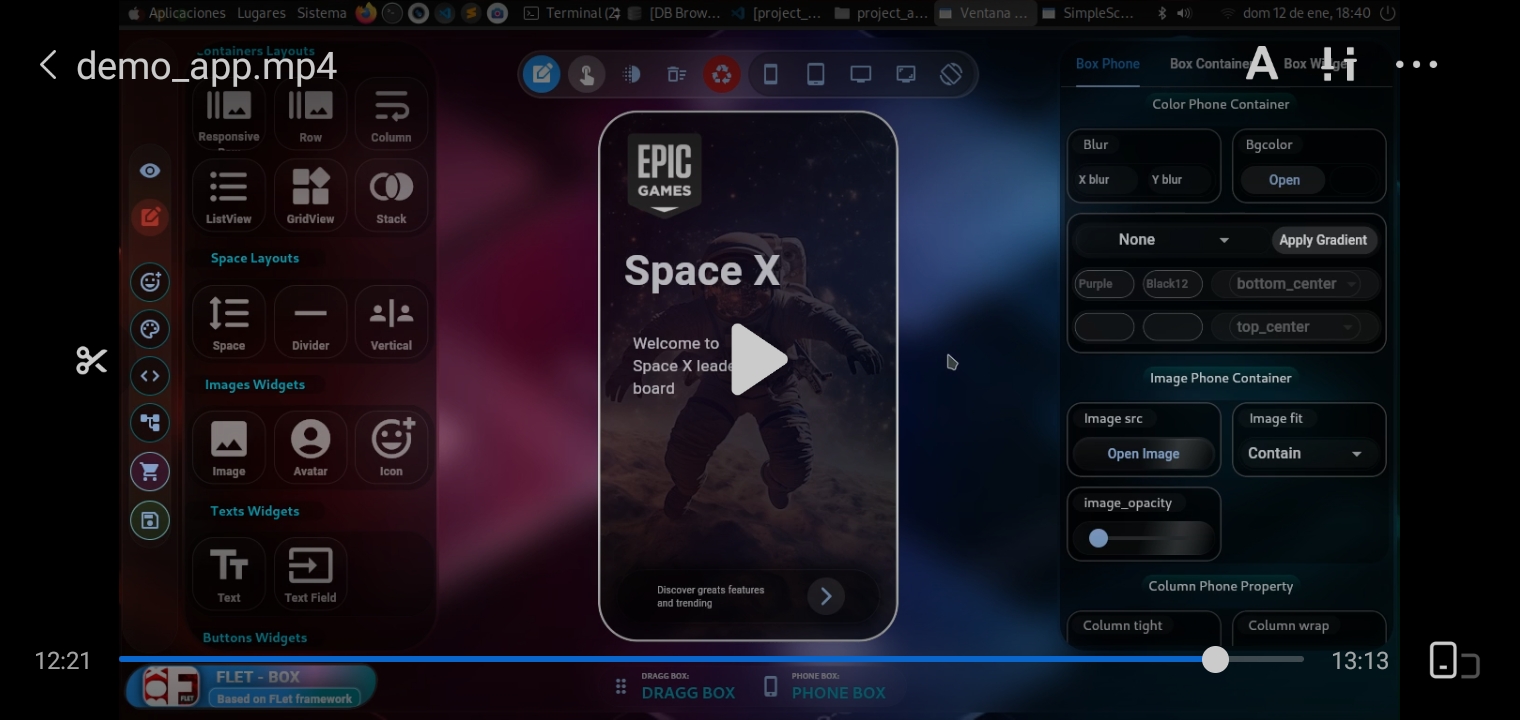 Aplicaciones Lugares Sistema Terminal (2) [DB Brow... [project_... project_a... Ventana ... SimpleSc... dom 12 de ene, 18:40
demo_app.mp4
A
Containers Layouts
Responsive
Row
Column
ListView
GridView
Stack
Space Layouts
Space
Divider
Vertical
Images Widgets
Image
Avatar
Icon
Texts Widgets
Tт
Text
Text Field
Buttons Widgets
EPIC
GAMES
Space X
Welcome to
Space X leade
board
Discover greats features
and trending
Box Phone Box Container Box Widget
Color Phone Container
Blur
X blur Y blur
Bgcolor
Open
None
Apply Gradient
Purple Black12 bottom_center
top_center
Image Phone Container
Image src
Open Image
Image fit
Contain
image_opacity
Column Phone Property
Column tight
Column wrap
12:21
13:13
FLET
FLET - BOX
Based on FLet framework
DRAGG BOX:
DRAGG BOX
PHONE BOX:
PHONE BOX